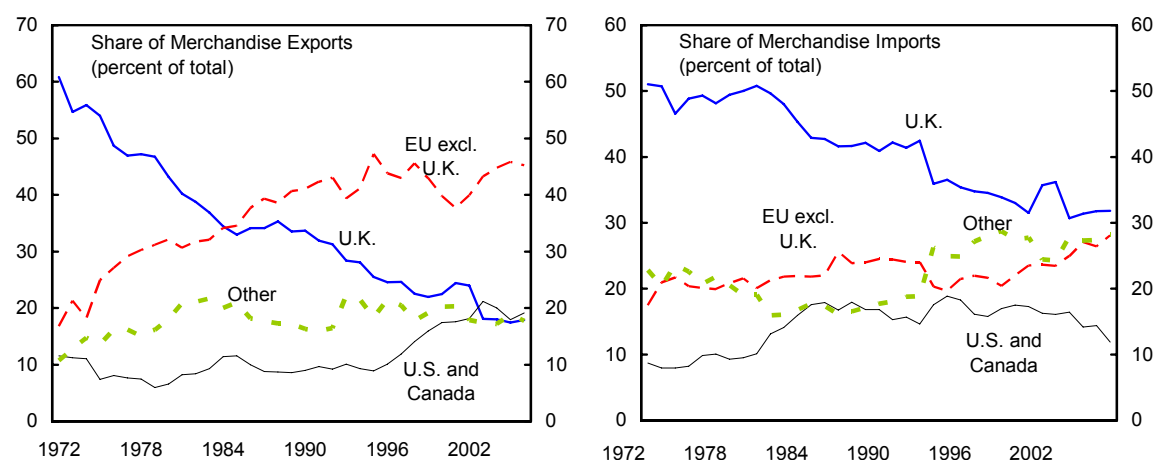 Share of Merchandise Exports
(percent of total)
70
60
50
40
30
20
10
0
70
60
50
40
30
20
10
0
EU excl.
U.K.
U.K.
Other
U.S. and
Canada
1972
1978
1984
1990
1996
2002
Share of Merchandise Imports
(percent of total)
60
50
40
30
20
10
0
60
50
40
30
20
10
0
U.K.
EU excl.
U.K.
Other
U.S. and
Canada
1972
1978
1984
1990
1996
2002